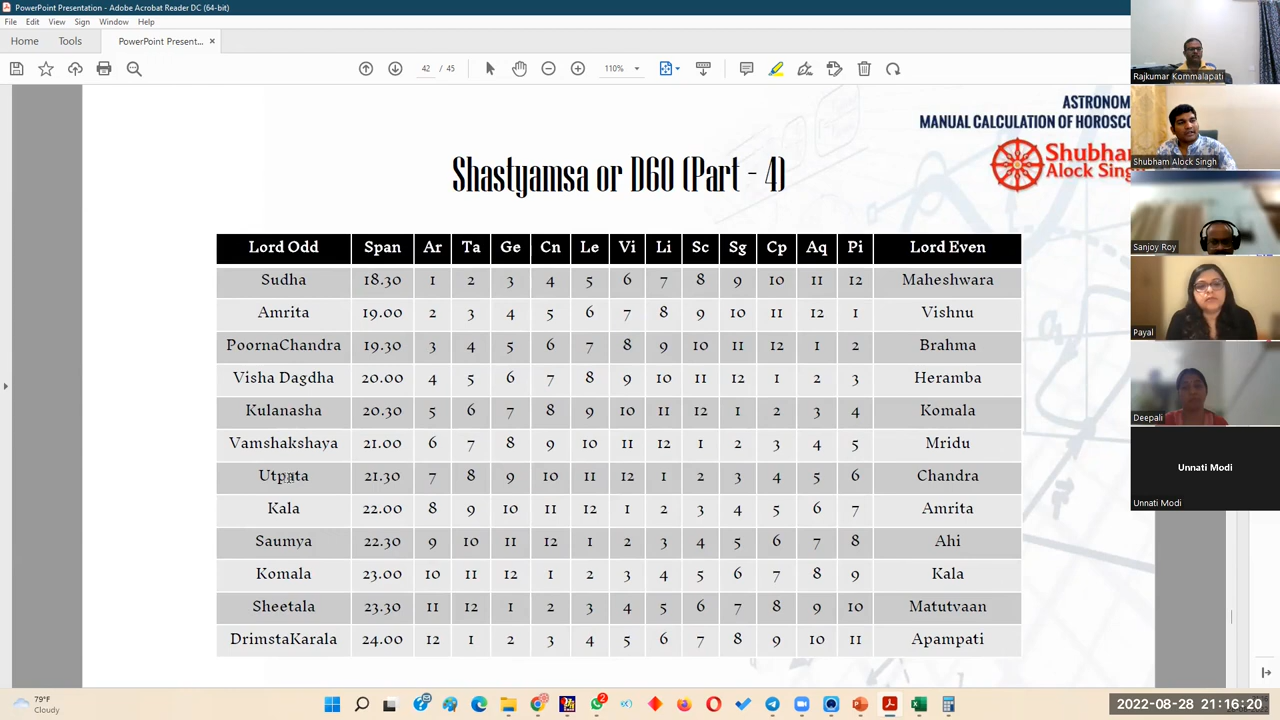 PowerPoint Presentation - Adobe Acrobat Reader DC (64-bit)
File Edit View Sign Window Help
Home Tools PowerPoint Present... ×
42 / 45 110%
ASTRONOM
MANUAL CALCULATION OF HOROSC
Shubham
Alock Sing
Shastyamsa or D60 (Part - 4)
Lord Odd Span Ar Ta Ge Cn Le Vi Li Sc Sg Cp Aq Pi Lord Even
Sudha 18.30 1 2 3 4 5 6 7 8 9 10 11 12 Maheshwara
Amrita 19.00 2 3 4 5 6 7 8 9 10 11 12 1 Vishnu
PoornaChandra 19.30 3 4 5 6 7 8 9 10 11 12 1 2 Brahma
Visha Dagdha 20.00 4 5 6 7 8 9 10 11 12 1 2 3 Heramba
Kulanasha 20.30 5 6 7 8 9 10 11 12 1 2 3 4 Komala
Vamshakshaya 21.00 6 7 8 9 10 11 12 1 2 3 4 5 Mridu
Utpata 21.30 7 8 9 10 11 12 1 2 3 4 5 6 Chandra
Kala 22.00 8 9 10 11 12 1 2 3 4 5 6 7 Amrita
Saumya 22.30 9 10 11 12 1 2 3 4 5 6 7 8 Ahi
Komala 23.00 10 11 12 1 2 3 4 5 6 7 8 9 Kala
Sheetala 23.30 11 12 1 2 3 4 5 6 7 8 9 10 Matutvaan
DrimstaKarala 24.00 12 1 2 3 4 5 6 7 8 9 10 11 Apampati
Rajkumar Kommalapati
Shubham Alock Singh
Sanjoy Roy
Payal
Deepali
Unnati Modi
Unnati Modi
79°F
Cloudy
2
2022-08-28 21:16:20